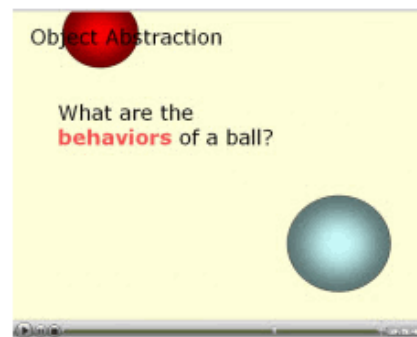 Object Abstraction
What are the
behaviors of a ball?